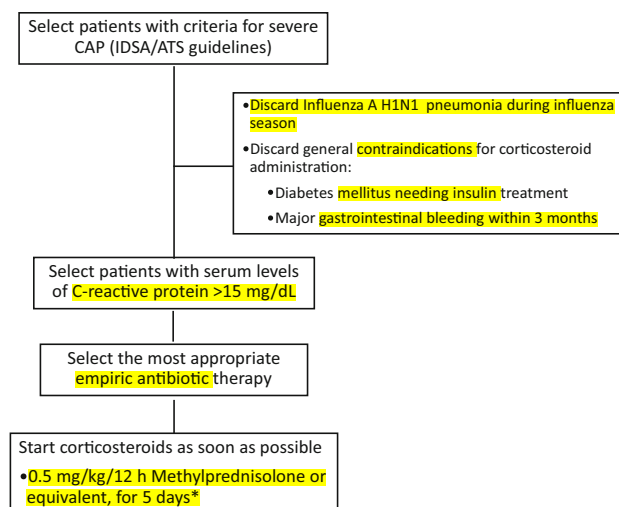 Select patients with criteria for severe
CAP (IDSA/ATS guidelines)
•Discard Influenza A H1N1 pneumonia during influenza
season
•Discard general contraindications for corticosteroid
administration:
•Diabetes mellitus needing insulin treatment
•Major gastrointestinal bleeding within 3 months
Select patients with serum levels
of C-reactive protein >15 mg/dL
Select the most appropriate
empiric antibiotic therapy
Start corticosteroids as soon as possible
•0.5 mg/kg/12 h Methylprednisolone or
equivalent, for 5 days*